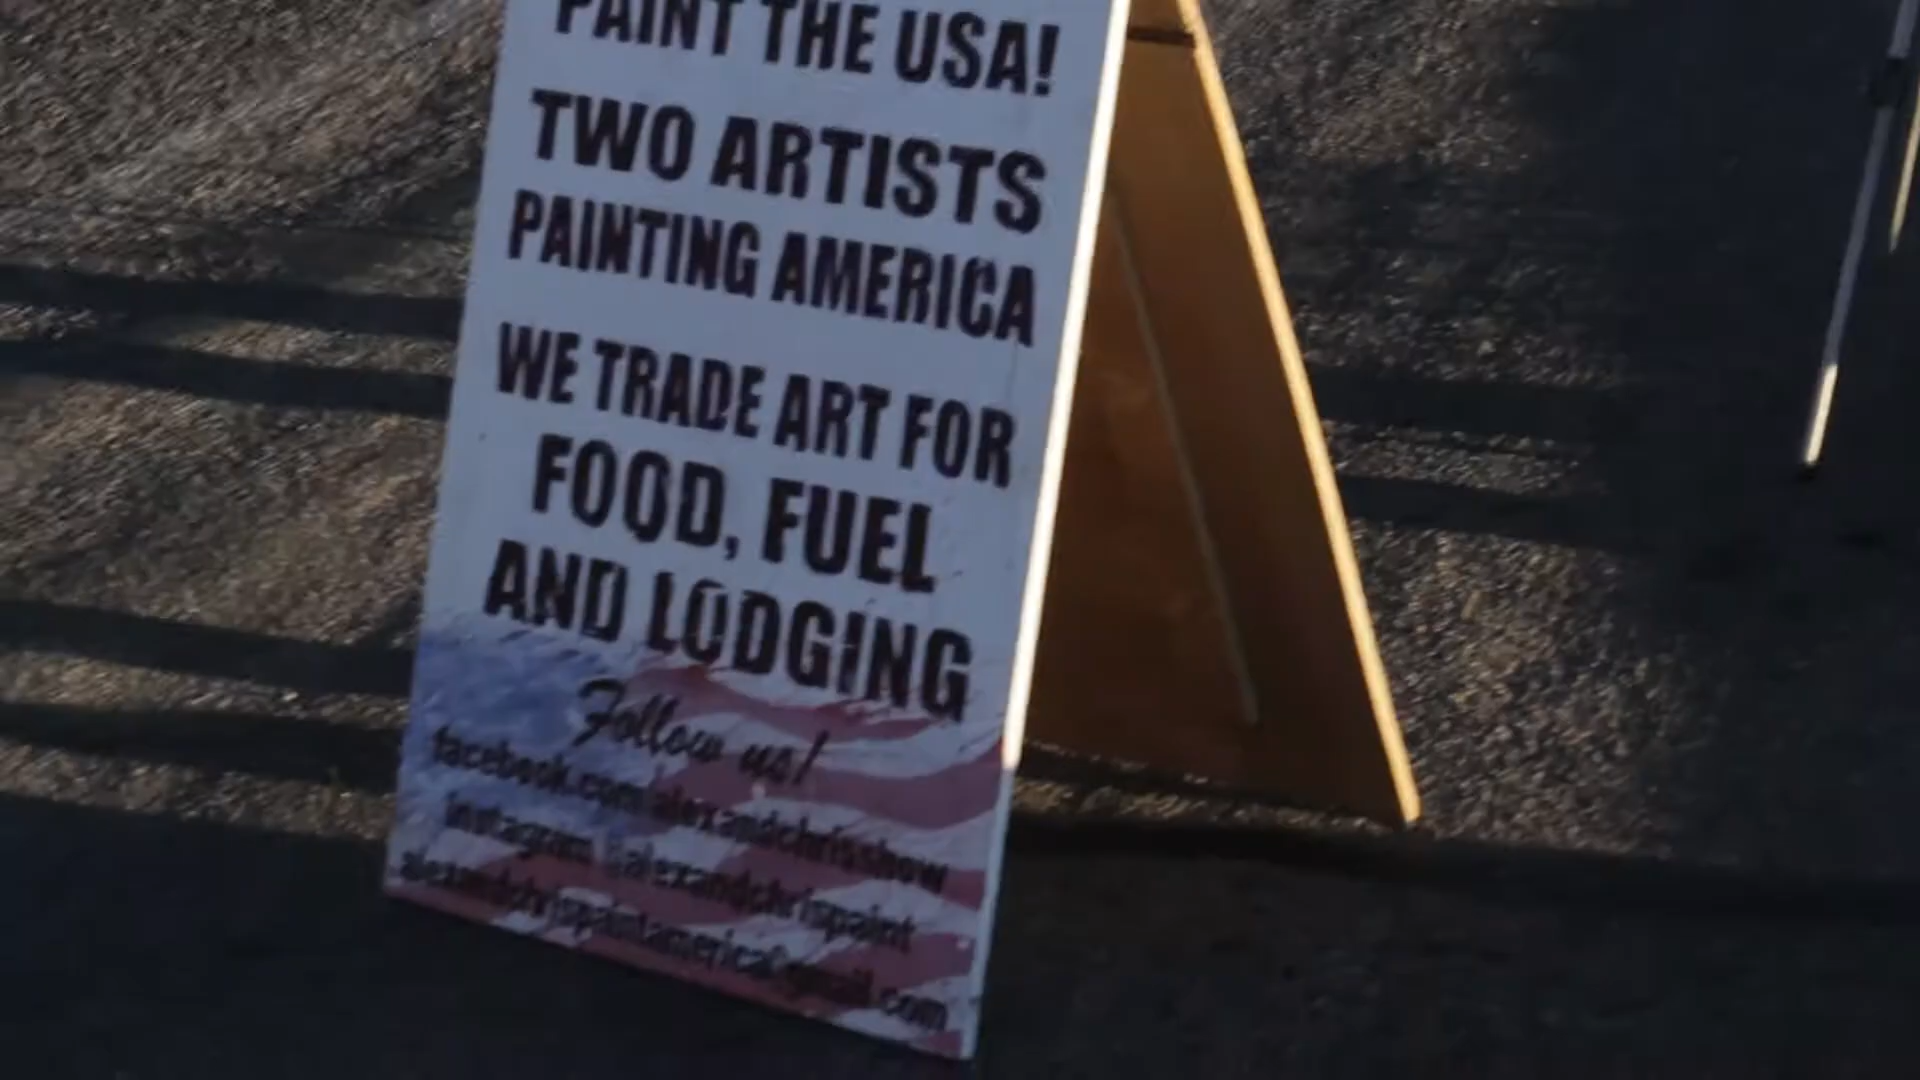 PAINT THE USA!
TWO ARTISTS
PAINTING AMERICA
WE TRADE ART FOR
FOOD, FUEL
AND LODGING
Follow us!
facebook.com/alexandchrisshow
instagram @alexandchrispaint
alexandchrispaintamerica@gmail.com